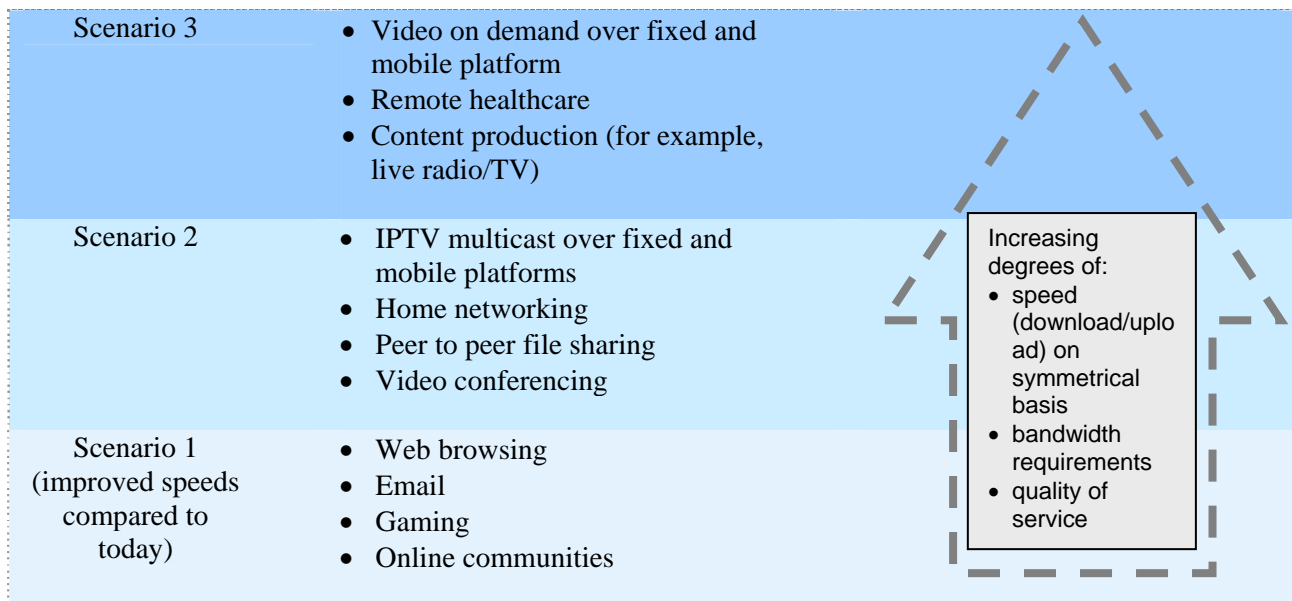 Scenario 3
• Video on demand over fixed and
mobile platform
• Remote healthcare
• Content production (for example,
live radio/TV)
Scenario 2
• IPTV multicast over fixed and
mobile platforms
• Home networking
• Peer to peer file sharing
• Video conferencing
Scenario 1
(improved speeds
compared to
today)
• Web browsing
• Email
• Gaming
• Online communities
Increasing
degrees of:
• speed
(download/uplo
ad) on
symmetrical
basis
• bandwidth
requirements
• quality of
service